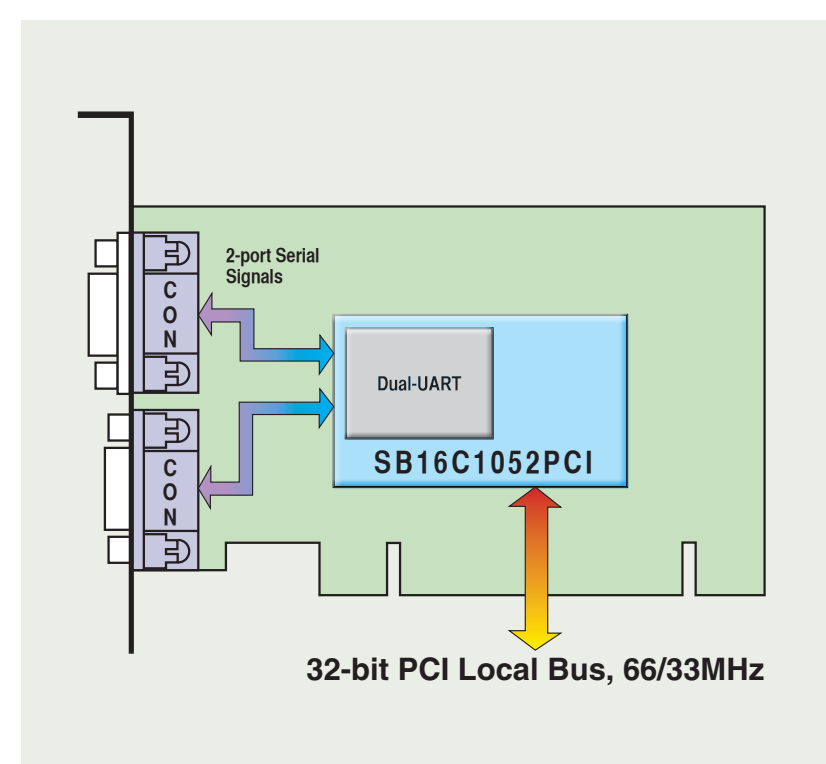 2-port Serial
Signals
C
O
N
Dual-UART
SB16C1052PCI
C
O
N
32-bit PCI Local Bus, 66/33MHz